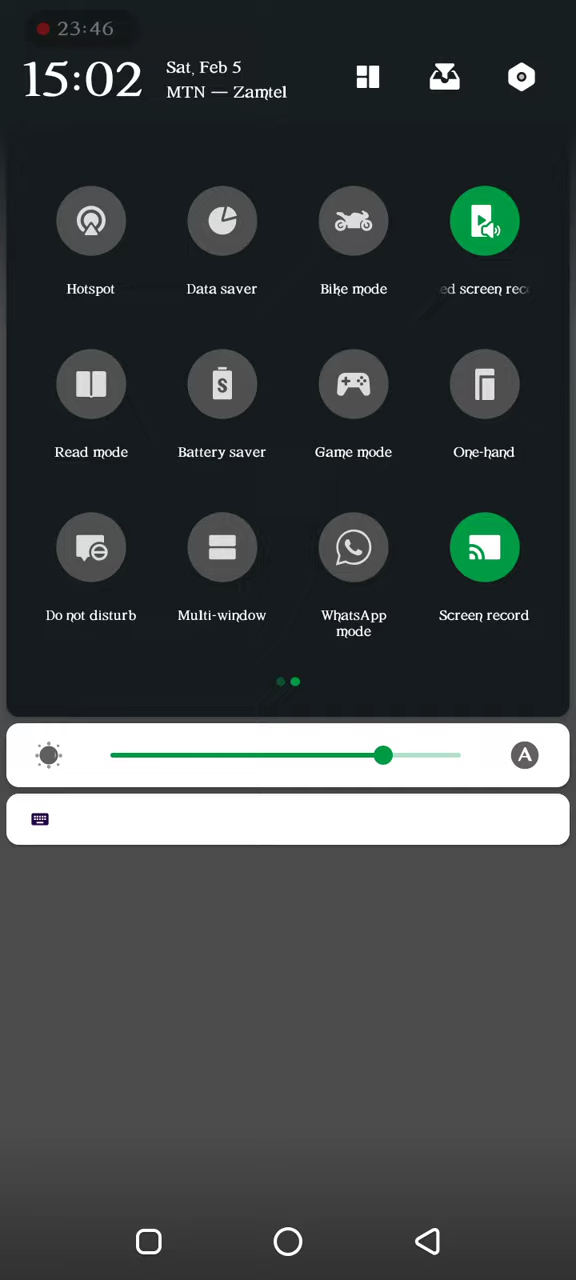 23:46
15:02
Sat, Feb 5
MTN — Zamtel
Hotspot
Data saver
Bike mode
ed screen rec
Read mode
Battery saver
Game mode
One-hand
Do not disturb
Multi-window
WhatsApp
mode
Screen record
A